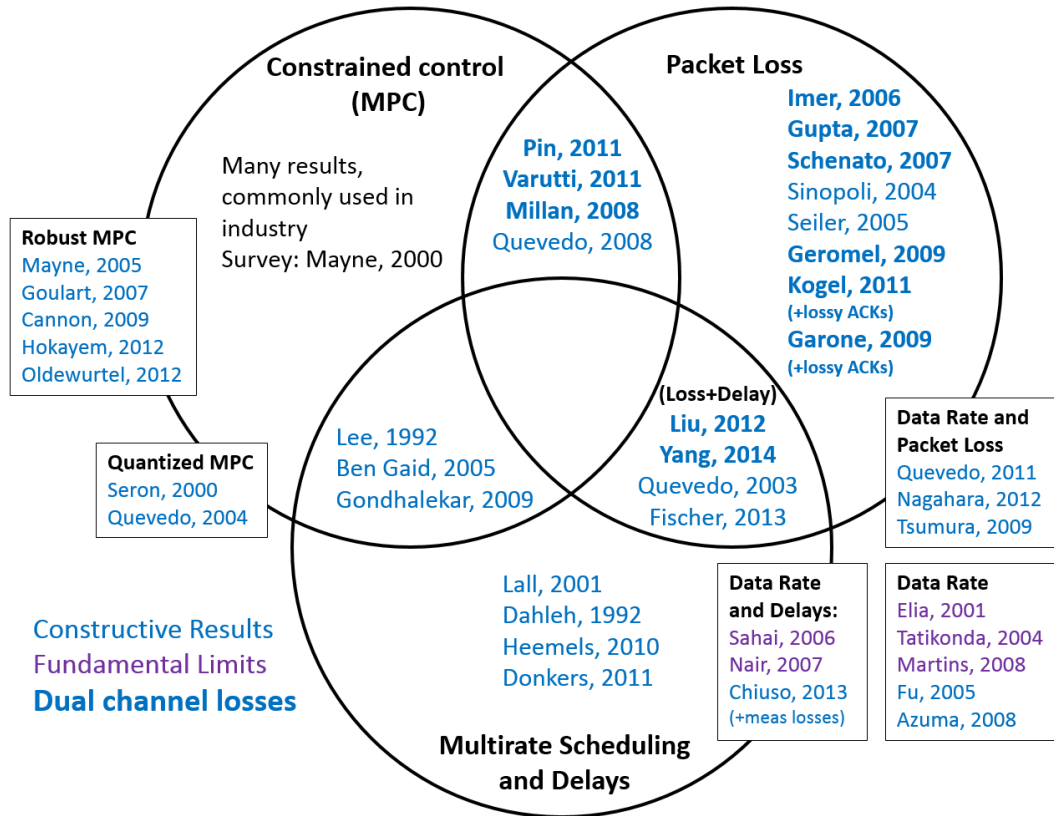 Constrained control
(MPC)
Many results,
commonly used in
industry
Survey: Mayne, 2000
Packet Loss
Imer, 2006
Gupta, 2007
Schenato, 2007
Sinopoli, 2004
Seiler, 2005
Geromel, 2009
Kogel, 2011
(+lossy ACKs)
Garone, 2009
(+lossy ACKs)
Pin, 2011
Varutti, 2011
Millan, 2008
Quevedo, 2008
Robust MPC
Mayne, 2005
Goulart, 2007
Cannon, 2009
Hokayem, 2012
Oldewurtel, 2012
Quantized MPC
Seron, 2000
Quevedo, 2004
Lee, 1992
Ben Gaid, 2005
Gondhalekar, 2009
(Loss+Delay)
Liu, 2012
Yang, 2014
Quevedo, 2003
Fischer, 2013
Data Rate and
Packet Loss
Quevedo, 2011
Nagahara, 2012
Tsumura, 2009
Lall, 2001
Dahleh, 1992
Heemels, 2010
Donkers, 2011
Multirate Scheduling
and Delays
Data Rate
and Delays:
Sahai, 2006
Nair, 2007
Chiuso, 2013
(+meas losses)
Data Rate
Elia, 2001
Tatikonda, 2004
Martins, 2008
Fu, 2005
Azuma, 2008
Constructive Results
Fundamental Limits
Dual channel losses